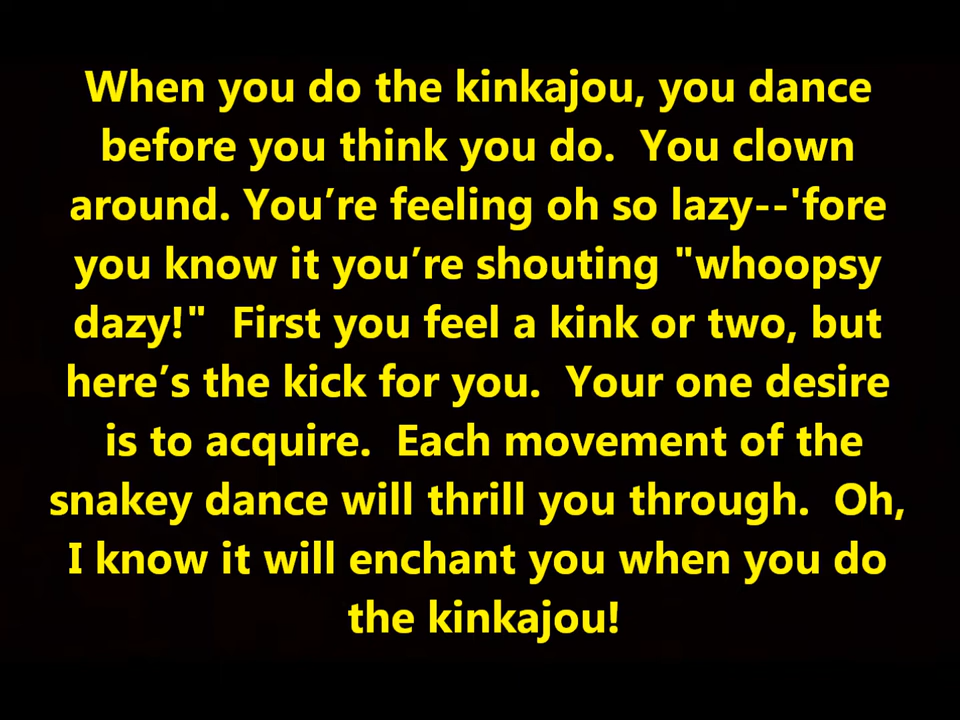 When you do the kinkajou, you dance
before you think you do.  You clown
around. You’re feeling oh so lazy--'fore
you know it you’re shouting "whoopsy
dazy!"  First you feel a kink or two, but
here’s the kick for you.  Your one desire
is to acquire.  Each movement of the
snakey dance will thrill you through.  Oh,
I know it will enchant you when you do
the kinkajou!